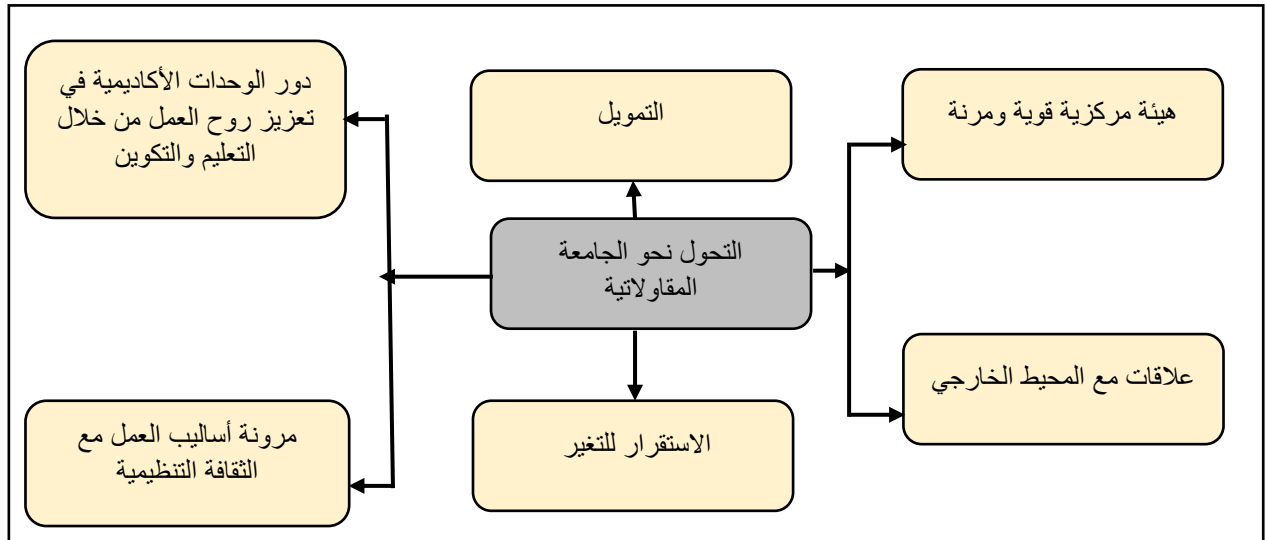 هيئة مركزية قوية ومرنة
التمويل
دور الوحدات الأكاديمية في
تعزيز روح العمل من خلال
التعليم والتكوين
التحول نحو الجامعة
المقاولاتية
علاقات مع المحيط الخارجي
الاستقرار للتغير
مرونة أساليب العمل مع
الثقافة التنظيمية